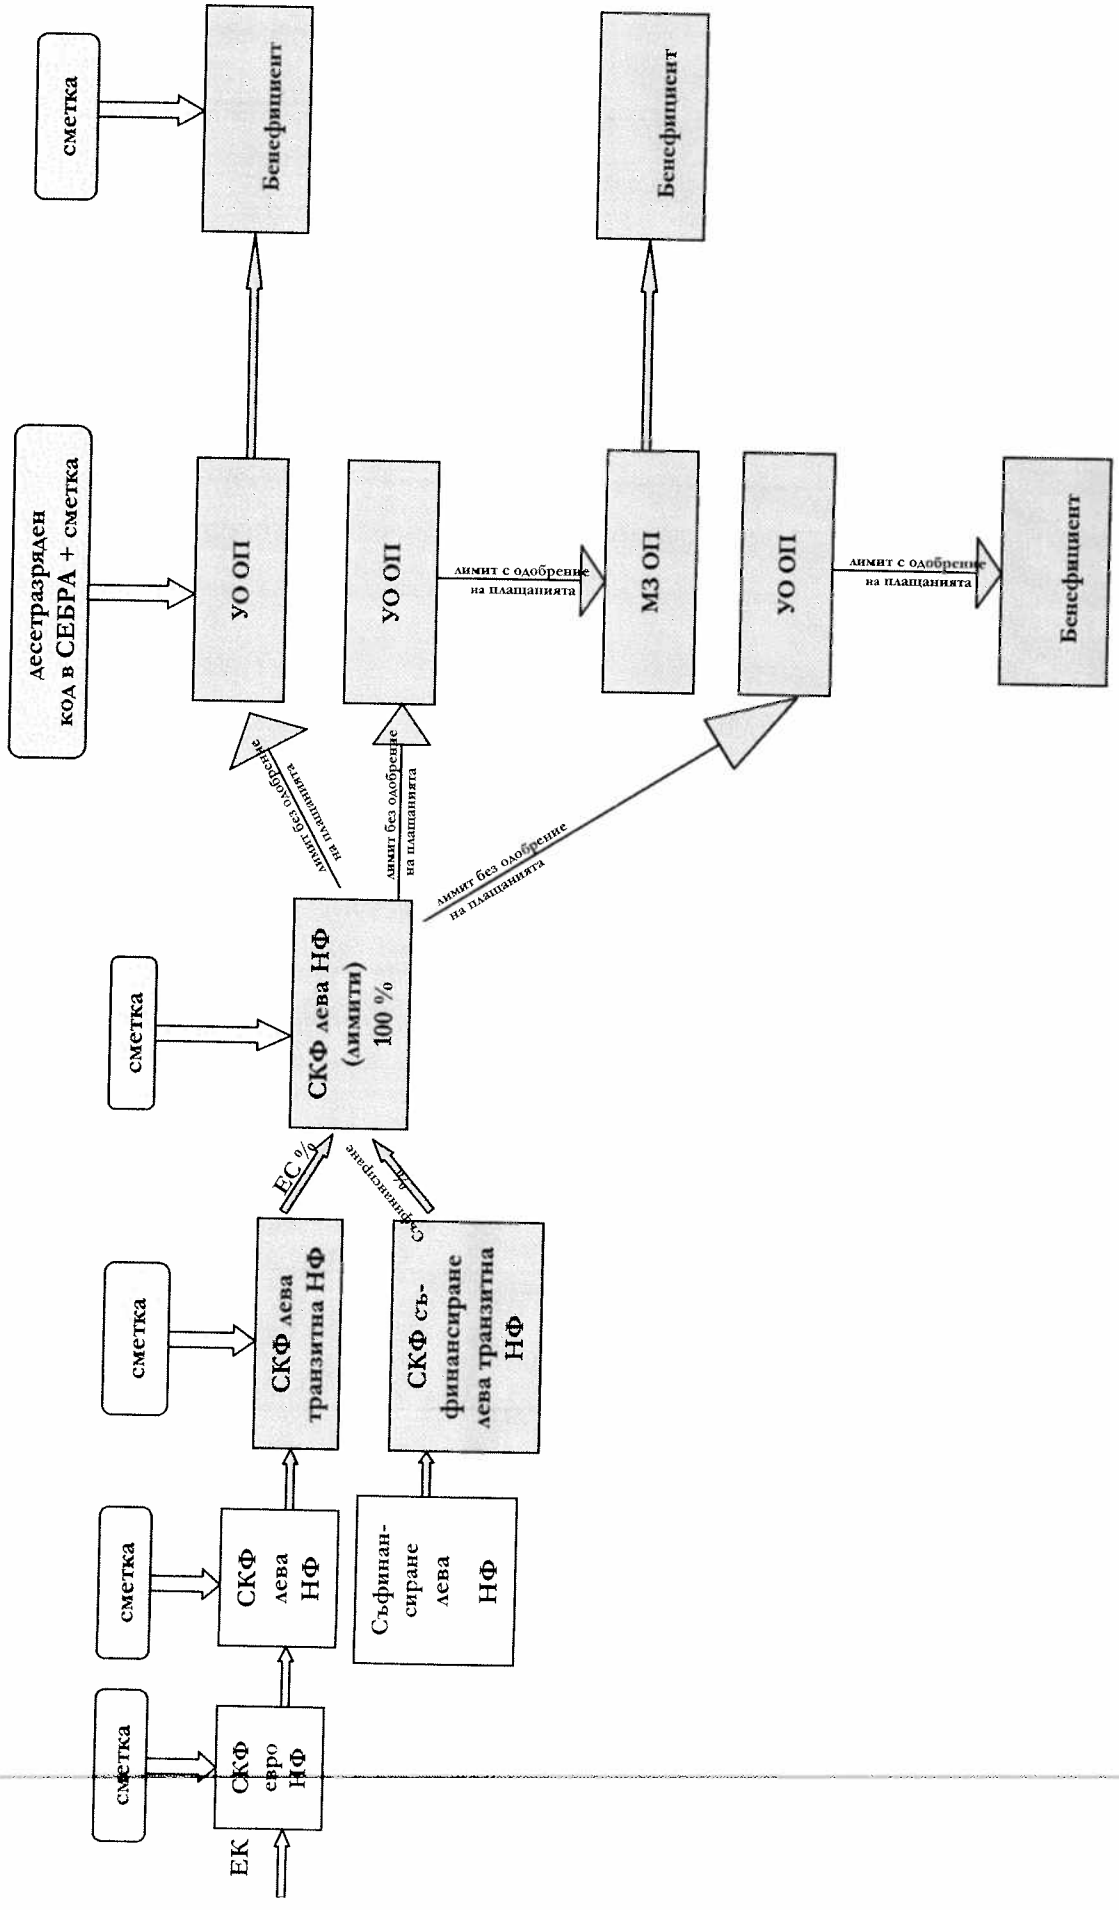 ЕК
сметка
СКФ
евро
НФ
сметка
СКФ
лева
НФ
Съфинан-
сиране
лева
НФ
сметка
СКФ лева
транзитна НФ
СКФ съ-
финансиране
лева транзитна
НФ
ЕС %
Съфинансиране
%
сметка
СКФ лева НФ
(лимити)
100 %
лимит без одобрение
на плащанията
лимит без одобрение
на плащанията
лимит без одобрение
на плащанията
десетразряден
код в СЕБРА + сметка
УО ОП
УО ОП
лимит с одобрение
на плащанията
МЗ ОП
УО ОП
лимит с одобрение
на плащанията
Бенефициент
сметка
Бенефициент
Бенефициент